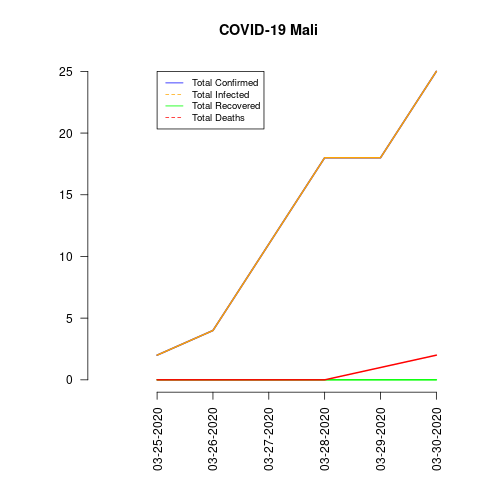 COVID-19 Mali
Total Confirmed
Total Infected
Total Recovered
Total Deaths
25
20
15
10
5
0
03-25-2020
03-26-2020
03-27-2020
03-28-2020
03-29-2020
03-30-2020